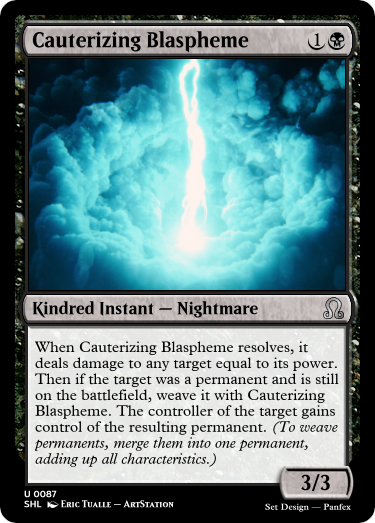 Cauterizing Blaspheme 1
Kindred Instant — Nightmare
When Cauterizing Blaspheme resolves, it
deals damage to any target equal to its power.
Then if the target was a permanent and is still
on the battlefield, weave it with Cauterizing
Blaspheme. The controller of the target gains
control of the resulting permanent. (To weave
permanents, merge them into one permanent,
adding up all characteristics.)
3/3
U 0087
SHL Eric Tualle — ArtStation
Set Design — Panfex